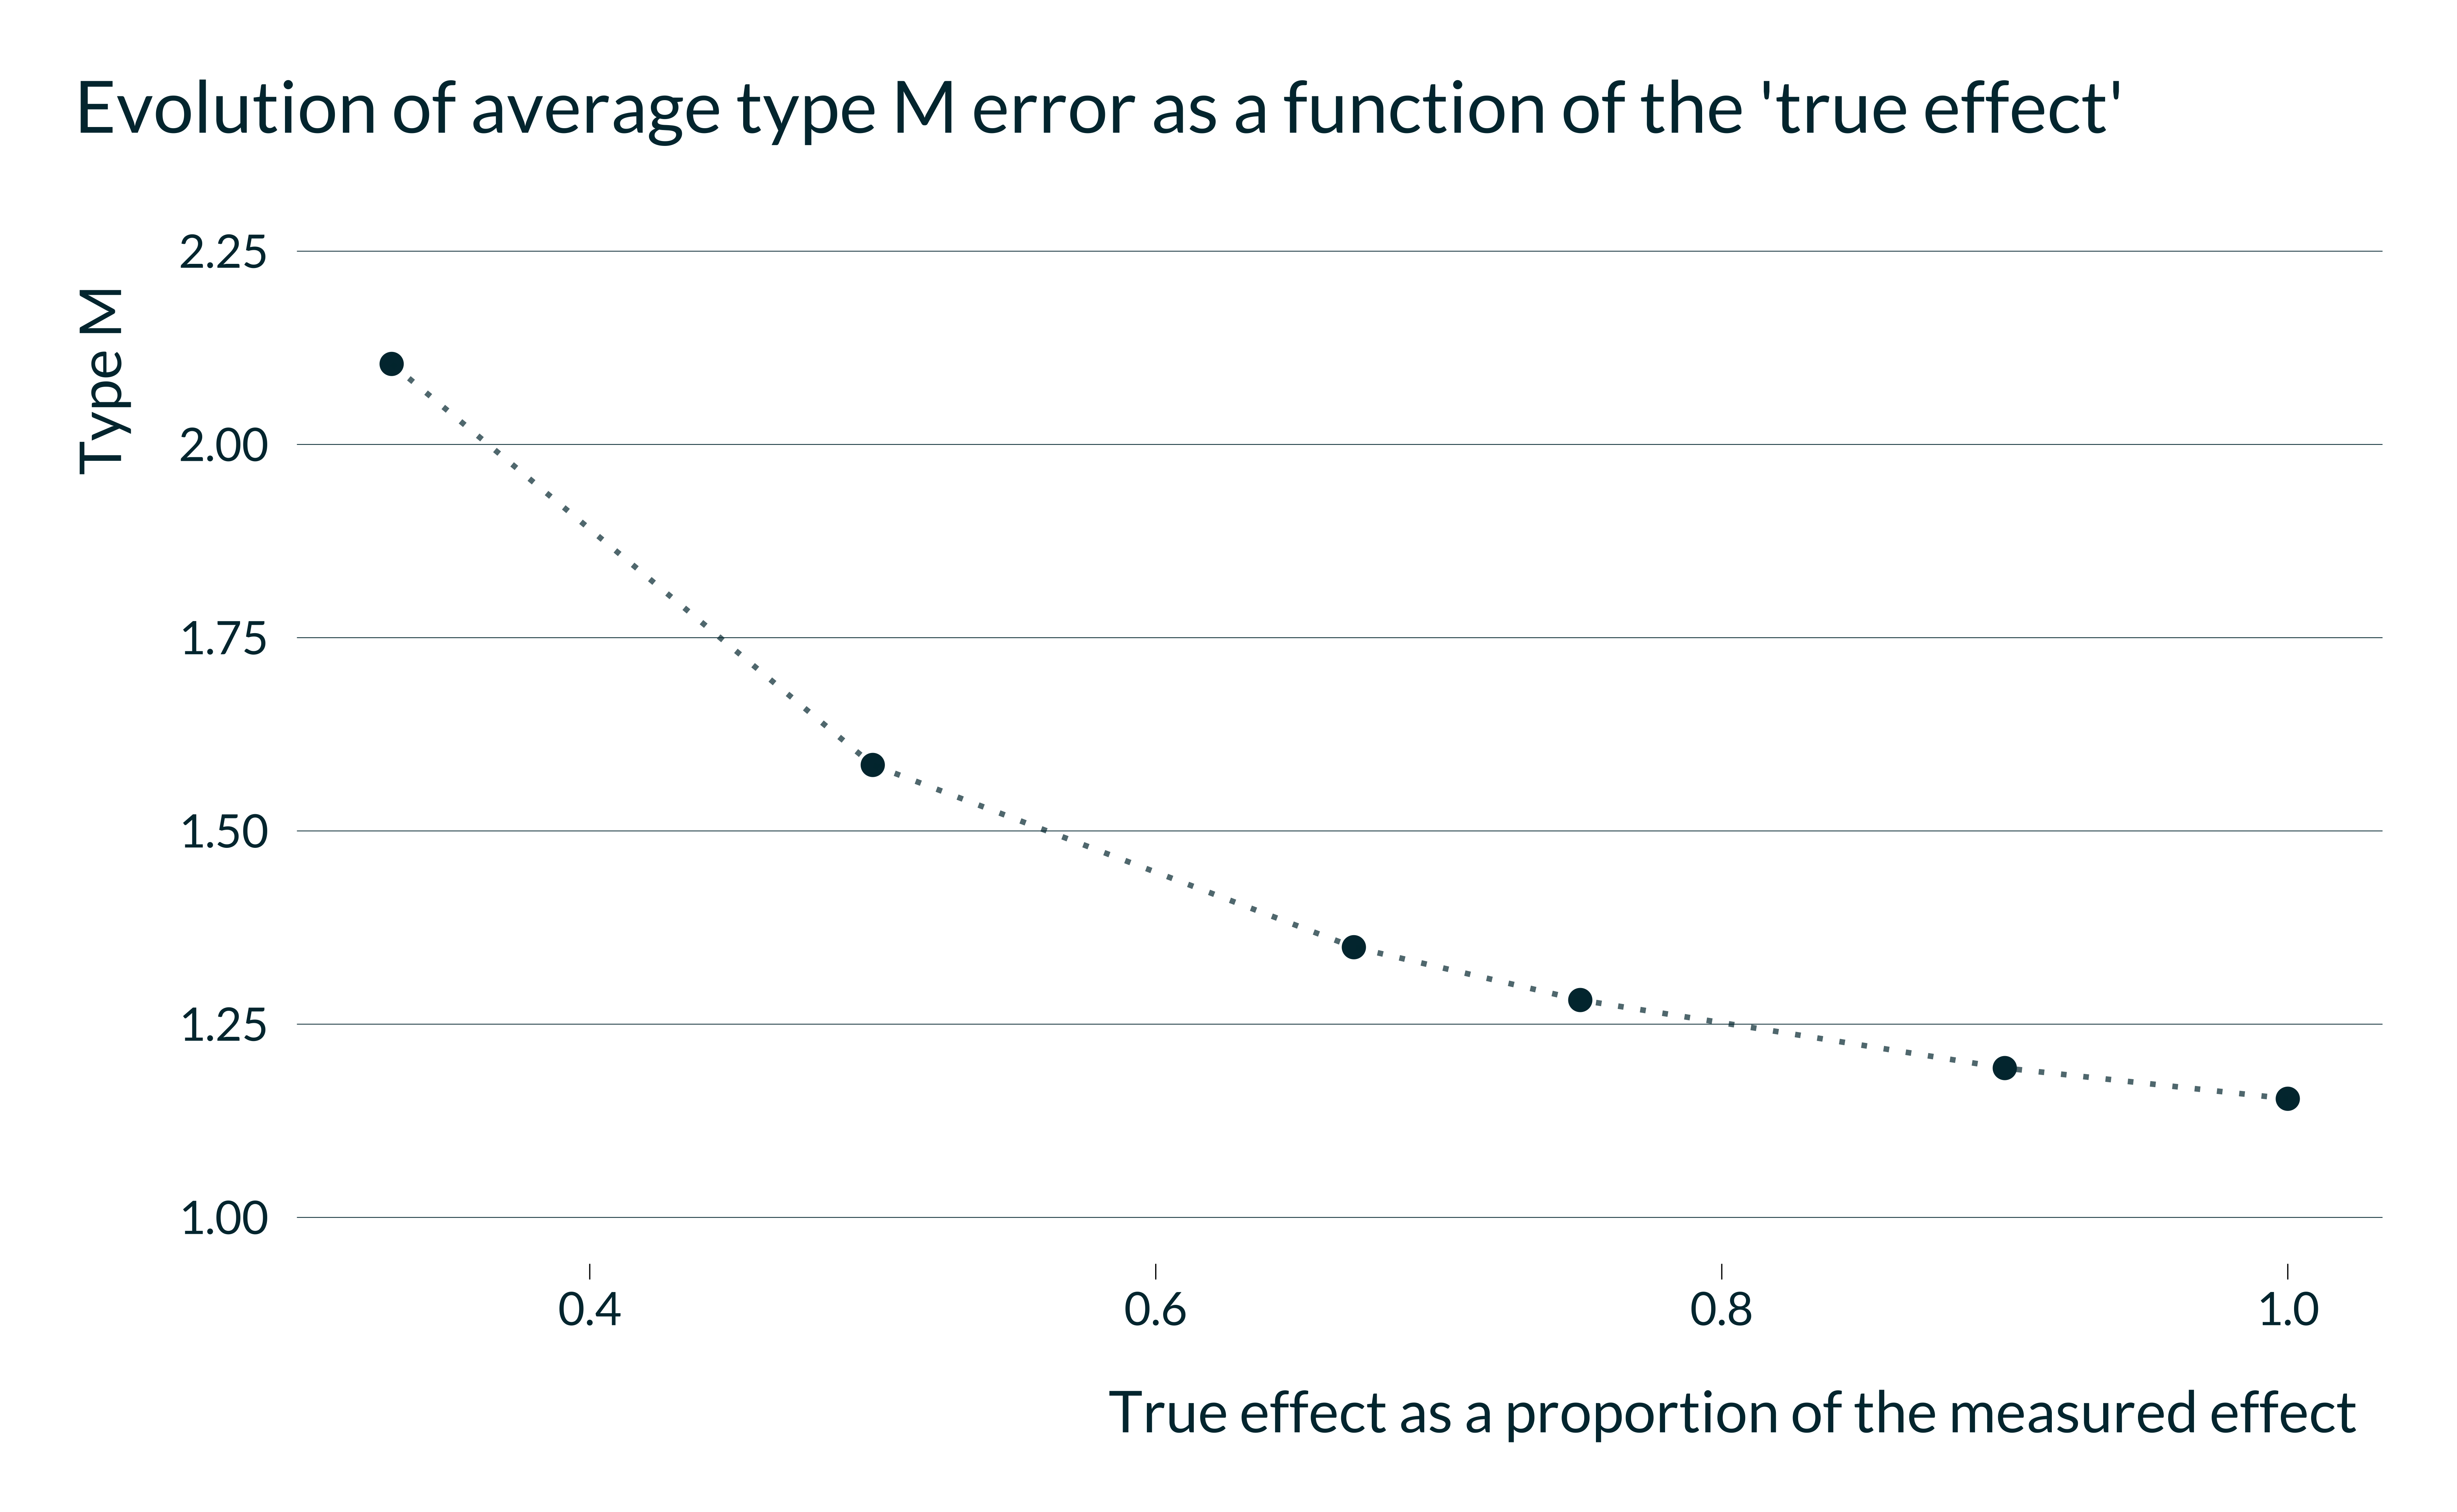 Evolution of average type M error as a function of the 'true effect'
Type M
2.25
2.00
1.75
1.50
1.25
1.00
0.4 0.6 0.8 1.0
True effect as a proportion of the measured effect